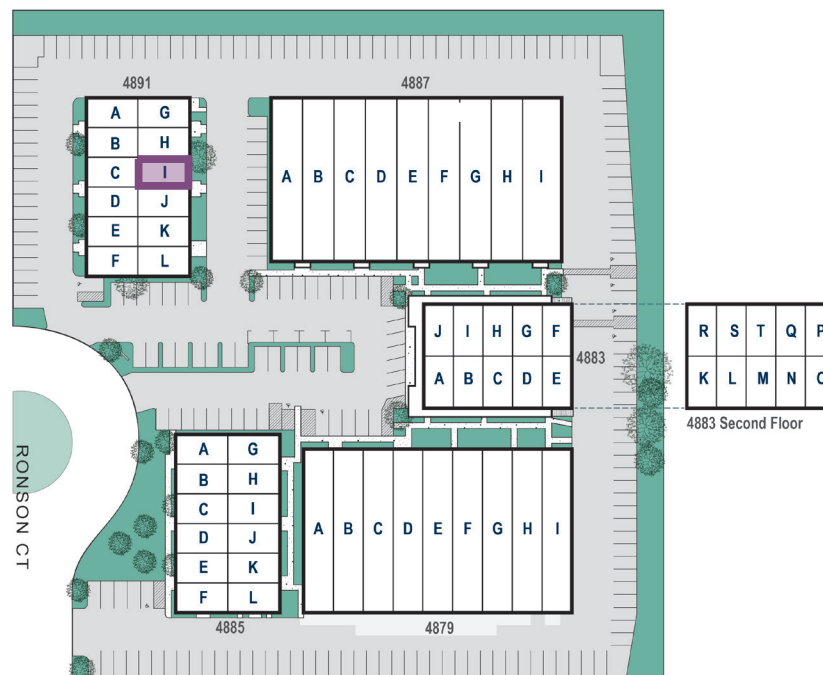 4891
4887
A G
B H
C I
D J
E K
F L
A B C D E F G H I
J I H G F
A B C D E
4883
R S T Q P
K L M N
4883 Second Floor
RONSON CT
A G
B H
C I
D J
E K
F L
A B C D E F G H I
4885
4879